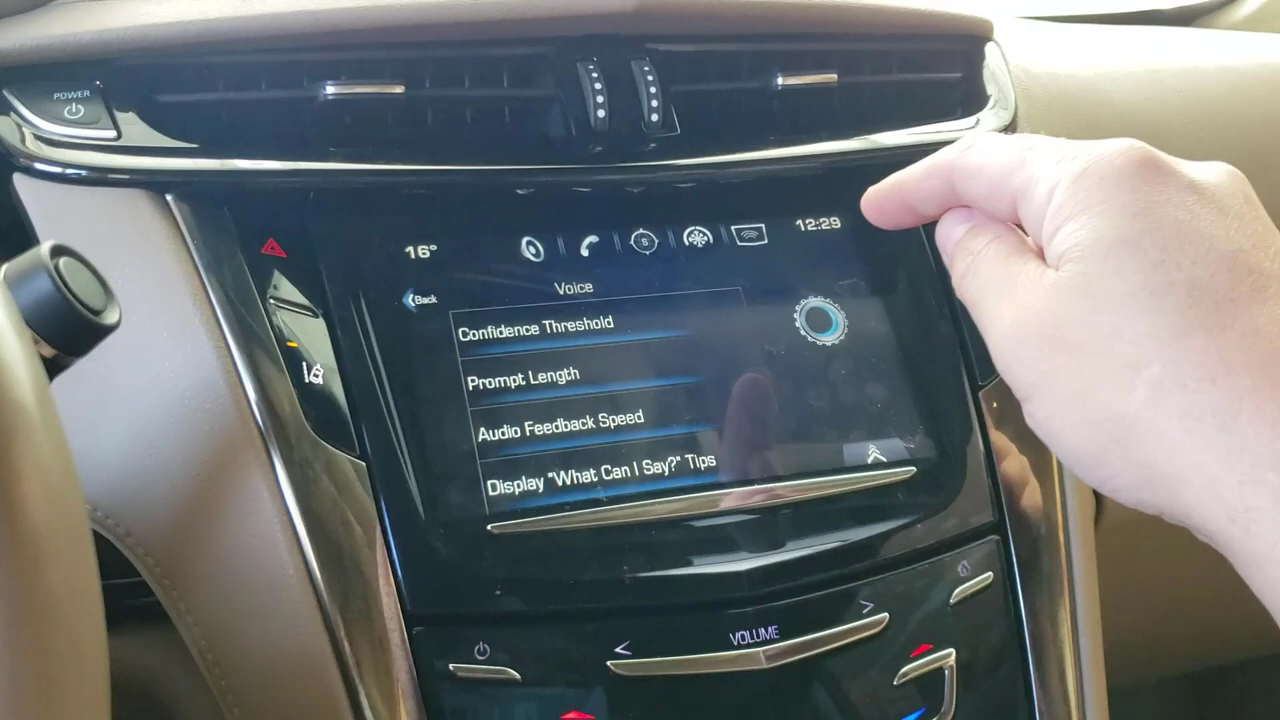 POWER
16°
S
12:29
Back
Voice
Confidence Threshold
Prompt Length
Audio Feedback Speed
Display "What Can I Say?" Tips
< VOLUME >